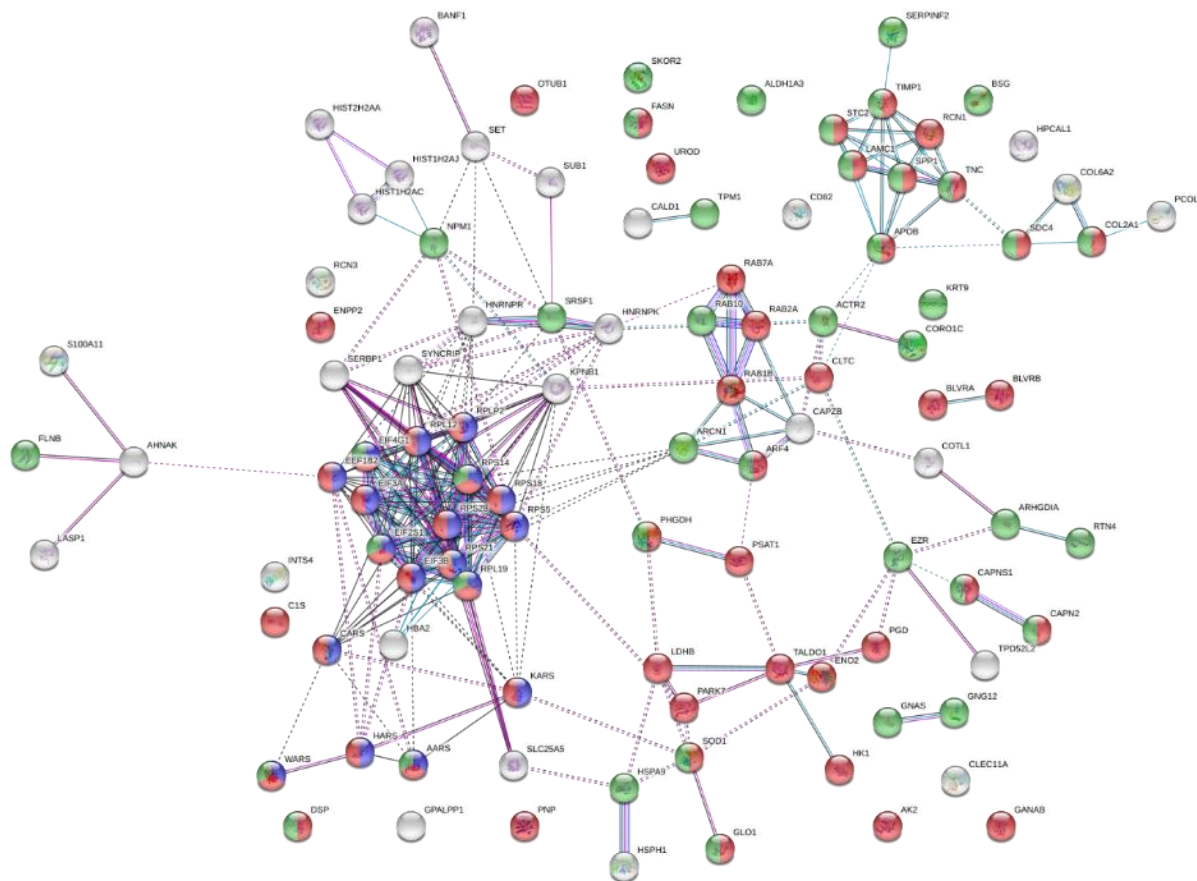 BANF1
SERPINF2
OTUB1
SKOR2
ALDH1A3
TIMP1
BSG
HIST2H2AA
SET
FASN
STC2
RCN1
HPCAL1
HIST1H2AJ
SUB1
UROD
LAMC1
SPP1
TNC
COL6A2
PCOL
HIST1H2AC
NPM1
CALD1
TPM1
CD82
APOB
SDC4
COL2A1
RCN3
RAB7A
ENPP2
HNRNPR
SRSF1
HNRNPK
RAB10
RAB2A
ACTR2
KRT9
CORO1C
S100A11
SERBP1
SYNCRIP
KPNB1
RAB1B
CLTC
BLVRA
BLVRB
FLNB
AHNAK
RPLP2
RPL12
EIF4G1
CAPZB
ARCN1
ARF4
COTL1
EEF1B2
RPS14
EIF3A
RPS18
LASP1
RPS28
RPS5
PHGDH
PSAT1
ARHGDIA
RTN4
EIF2S1
EZR
INTS4
EIF3B
RPS21
RPL19
CAPNS1
CAPN2
C1S
HBA2
CARS
PGD
TPD52L2
LDHB
TALDO1
ENO2
KARS
PARK7
GNAS
GNG12
HARS
AARS
SLC25A5
SOD1
WARS
HSPA9
HK1
CLEC11A
DSP
GPALPP1
PNP
GLO1
AK2
GANAB
HSPH1